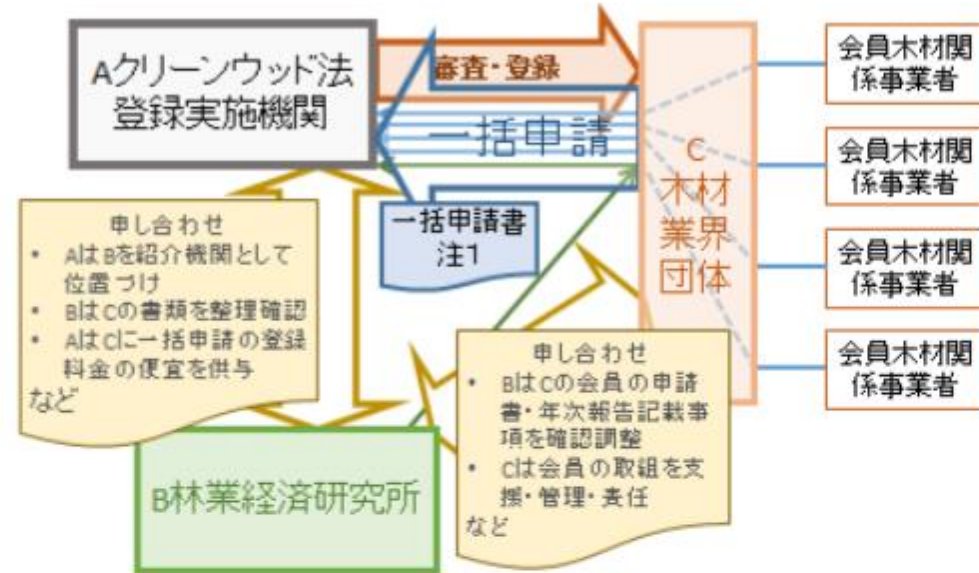 Aクリーンウッド法
登録実施機関
審査・登録
一括申請
一括申請書
注1
C
木材
業界
団体
会員木材関
係事業者
会員木材関
係事業者
会員木材関
係事業者
会員木材関
係事業者
申し合わせ
• AはBを紹介機関として
位置づけ
• BはCの書類を整理確認
• AはCに一括申請の登録
料金の便宜を供与
など
申し合わせ
• BはCの会員の申請
書・年次報告記載事
項を確認調整
• Cは会員の取組を支
援・管理・責任
など
B林業経済研究所